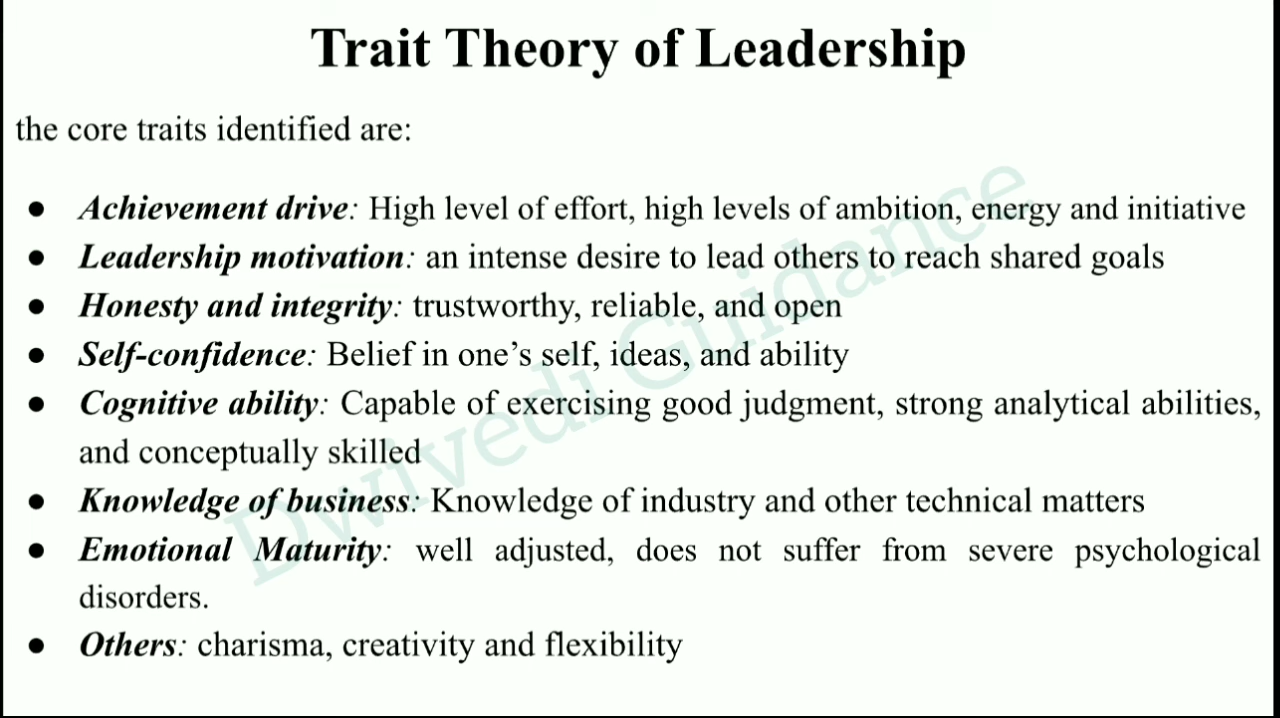 Trait Theory of Leadership
the core traits identified are:
● Achievement drive: High level of effort, high levels of ambition, energy and initiative
● Leadership motivation: an intense desire to lead others to reach shared goals
● Honesty and integrity: trustworthy, reliable, and open
● Self-confidence: Belief in one’s self, ideas, and ability
● Cognitive ability: Capable of exercising good judgment, strong analytical abilities,
and conceptually skilled
● Knowledge of business: Knowledge of industry and other technical matters
● Emotional Maturity: well adjusted, does not suffer from severe psychological
disorders.
● Others: charisma, creativity and flexibility
Dwivedi Guidance